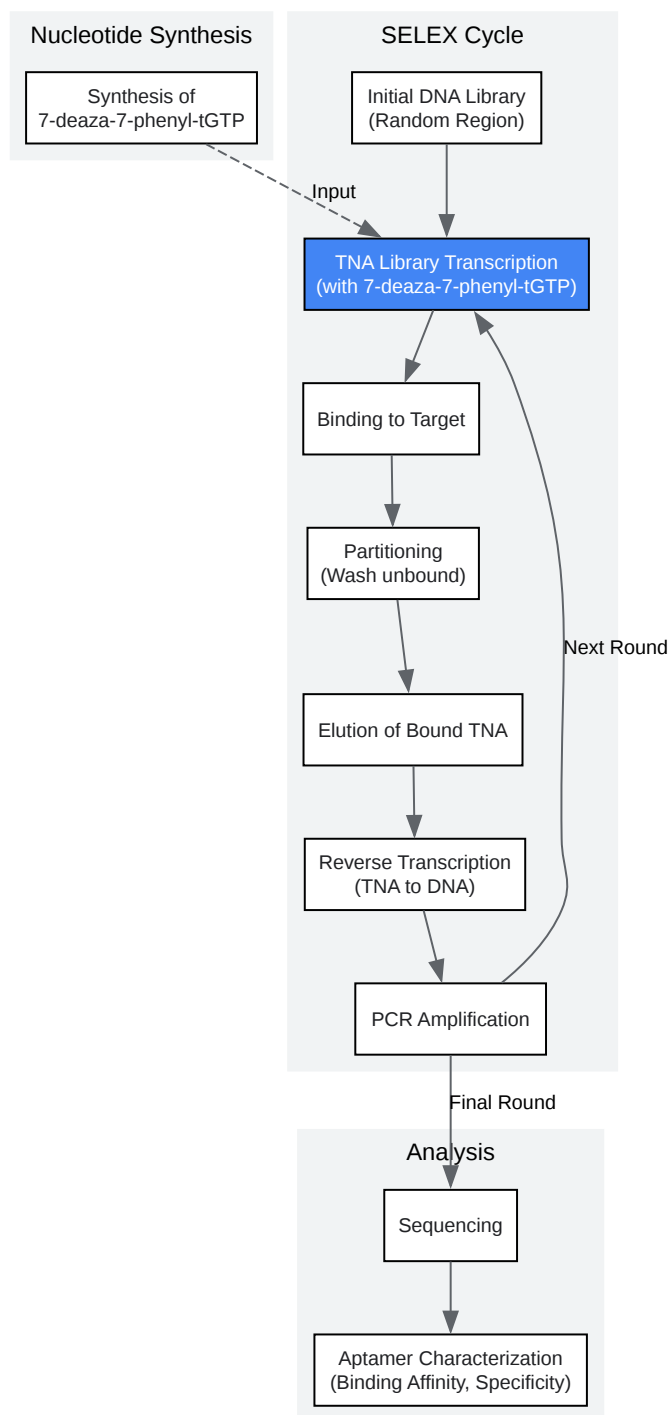 Nucleotide Synthesis
Synthesis of
7-deaza-7-phenyl-tGTP
SELEX Cycle
Initial DNA Library
(Random Region)
Input
TNA Library Transcription
(with 7-deaza-7-phenyl-tGTP)
Binding to Target
Partitioning
(Wash unbound)
Next Round
Elution of Bound TNA
Reverse Transcription
(TNA to DNA)
PCR Amplification
Final Round
Analysis
Sequencing
Aptamer Characterization
(Binding Affinity, Specificity)